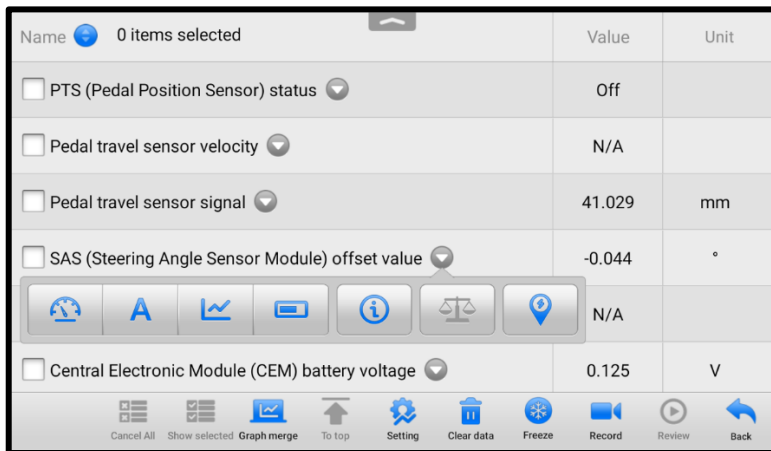 Name 0 items selected Value Unit
PTS (Pedal Position Sensor) status Off
Pedal travel sensor velocity N/A
Pedal travel sensor signal 41.029 mm
SAS (Steering Angle Sensor Module) offset value -0.044 °
A N/A
Central Electronic Module (CEM) battery voltage 0.125 V
Cancel All Show selected Graph merge To top Setting Clear data Freeze Record Review Back